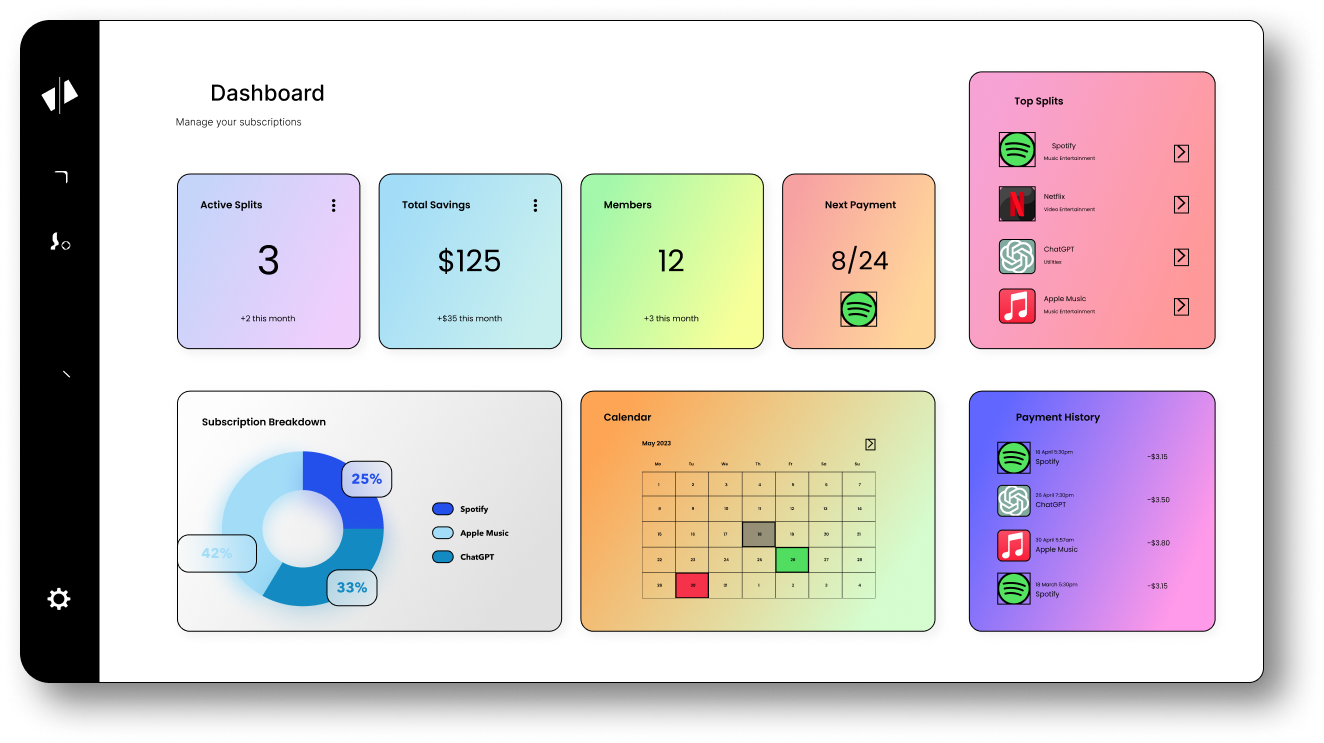 Dashboard
Manage your subscriptions
Active Splits
3
+2 this month
Total Savings
$125
+$35 this month
Members
12
+3 this month
Next Payment
8/24
Top Splits
Spotify
Music Entertainment
Netflix
Video Entertainment
ChatGPT
Utilities
Apple Music
Music Entertainment
Subscription Breakdown
25%
42%
33%
Spotify
Apple Music
ChatGPT
Calendar
May 2023
Mo Tu We Th Fr Sa Su
1 2 3 4 5 6 7
8 9 10 11 12 13 14
15 16 17 18 19 20 21
22 23 24 25 26 27 28
29 30 31 1 2 3 4
Payment History
18 April 5:30pm
Spotify
-$3.15
26 April 7:30pm
ChatGPT
-$3.50
30 April 5:57am
Apple Music
-$3.80
18 March 5:30pm
Spotify
-$3.15